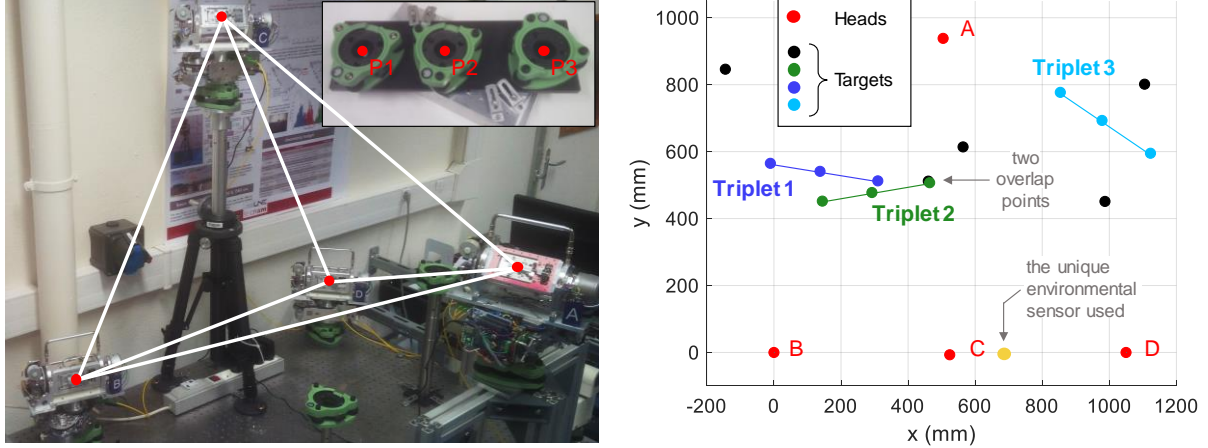 P1
P2
P3
C
D
A
B
1000
800
600
400
200
0
-200
0
200
400
600
800
1000
1200
y (mm)
x (mm)
Heads
Targets
A
Triplet 3
Triplet 1
Triplet 2
two
overlap
points
the unique
environmental
sensor used
B
C
D